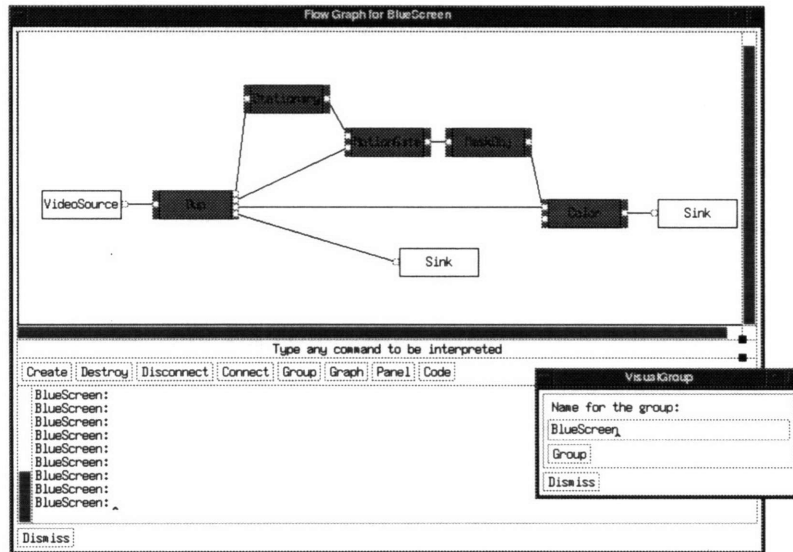 Flow Graph for BlueScreen
Stationary
MotionGate
MaskObj
VideoSource
Dup
Color
Sink
Sink
Type any command to be interpreted
Create Destroy Disconnect Connect Group Graph Panel Code
BlueScreen:
BlueScreen:
BlueScreen:
BlueScreen:
BlueScreen:
BlueScreen:
BlueScreen:
BlueScreen:
BlueScreen:
Dismiss
VisualGroup
Name for the group:
BlueScreen
Group
Dismiss